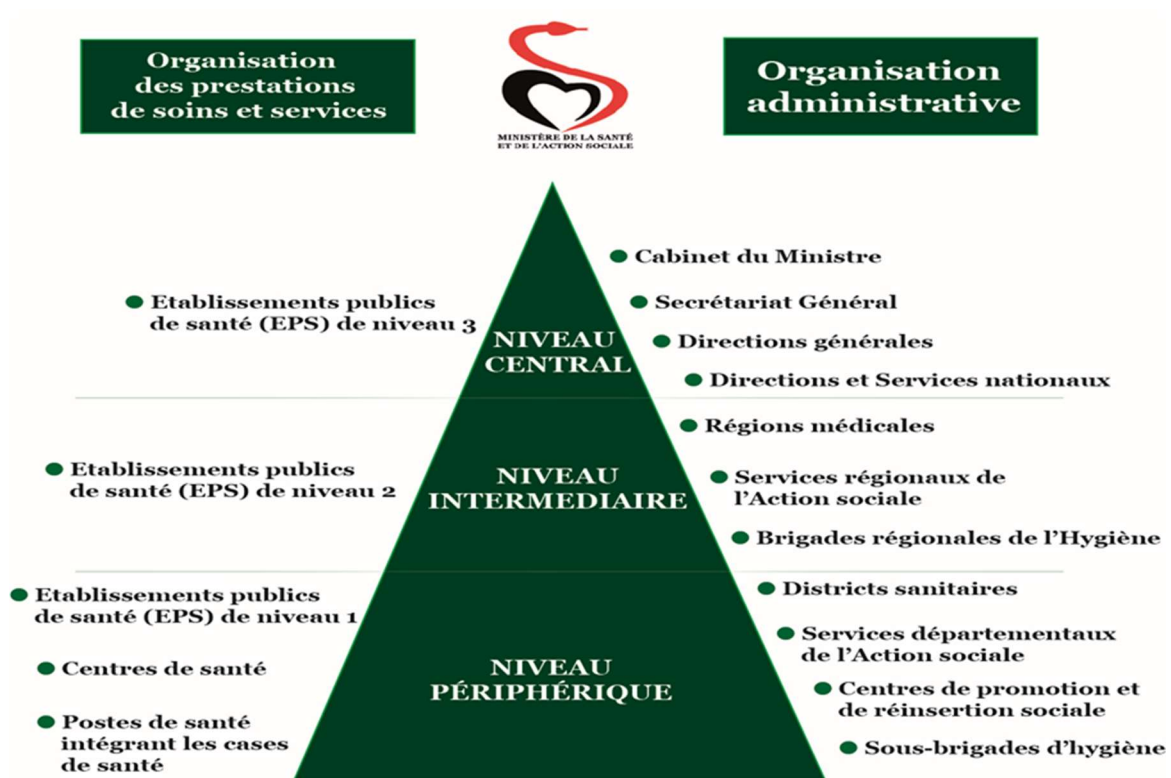 Organisation
des prestations
de soins et services
MINISTÈRE DE LA SANTÉ
ET DE L'ACTION SOCIALE
Organisation
administrative
● Etablissements publics
de santé (EPS) de niveau 3
NIVEAU
CENTRAL
● Cabinet du Ministre
● Secrétariat Général
● Directions générales
● Directions et Services nationaux
● Etablissements publics
de santé (EPS) de niveau 2
NIVEAU
INTERMEDIAIRE
● Régions médicales
● Services régionaux de
l'Action sociale
● Brigades régionales de l'Hygiène
● Etablissements publics
de santé (EPS) de niveau 1
● Centres de santé
● Postes de santé
intégrant les cases
de santé
NIVEAU
PÉRIPHÉRIQUE
● Districts sanitaires
● Services départementaux
de l'Action sociale
● Centres de promotion et
de réinsertion sociale
● Sous-brigades d'hygiène